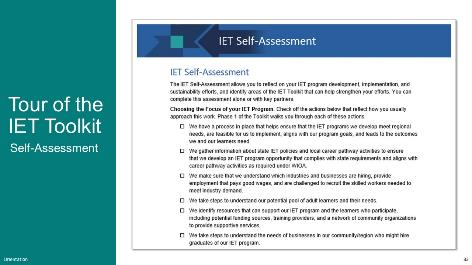 Tour of the
IET Toolkit
Self-Assessment
Orientation
IET Self-Assessment
IET Self-Assessment
The IET Self-Assessment allows you to reflect on your IET program development, implementation, and
sustainability efforts, and identify areas of the IET Toolkit that can help strengthen your efforts. You can
complete this assessment alone or with key partners.
Choosing the Focus of your IET Program. Check off the actions below that reflect how you usually
approach this work. Phase 1 of the Toolkit walks you through each of these actions.
☐ We have a process in place that helps ensure that the IET programs we develop meet regional
needs, are feasible to implement, aligns with our program goals, and leads to the outcomes
we and our learners need.
☐ We gather information about state IET policies and local career pathway activities to ensure
that we develop an IET program opportunity that complies with state requirements and aligns with
career pathway activities as required under WIOA.
☐ We make sure that we understand which industries and businesses are hiring, provide
employment that pays good wages, and are challenged to recruit the skilled workers needed to
meet industry demand.
☐ We take steps to understand our potential pool of adult learners and their needs.
☐ We identify resources that can support our IET program and the learners who participate,
including potential funding sources, training providers, and a network of community organizations
to provide supportive services.
☐ We take steps to understand the needs of businesses in our community/region who might hire
graduates of our IET program.